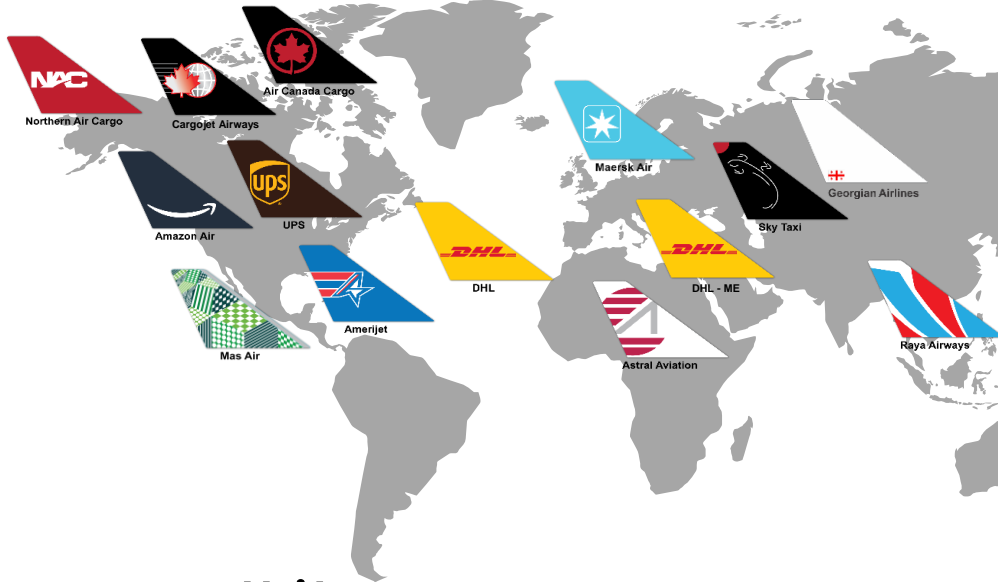 Air Canada Cargo
NAC
Northern Air Cargo
Cargojet Airways
Maersk Air
ups
UPS
Georgian Airlines
Sky Taxi
Amazon Air
DHL
DHL
DHL
DHL - ME
Amerijet
Raya Airways
Mas Air
Astral Aviation